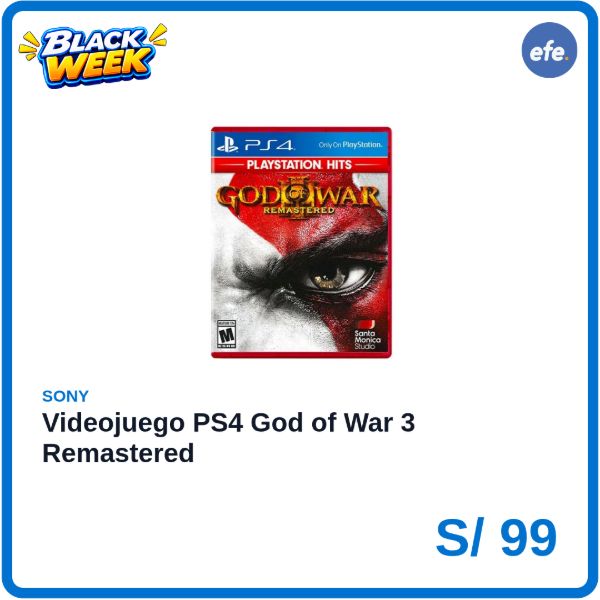 BLACK
WEEK
efe.
PS4
Only On PlayStation.
PLAYSTATION HITS
GOD OF WAR
III
REMASTERED
M
Santa
Monica
Studio
SONY
Videojuego PS4 God of War 3
Remastered
S/ 99